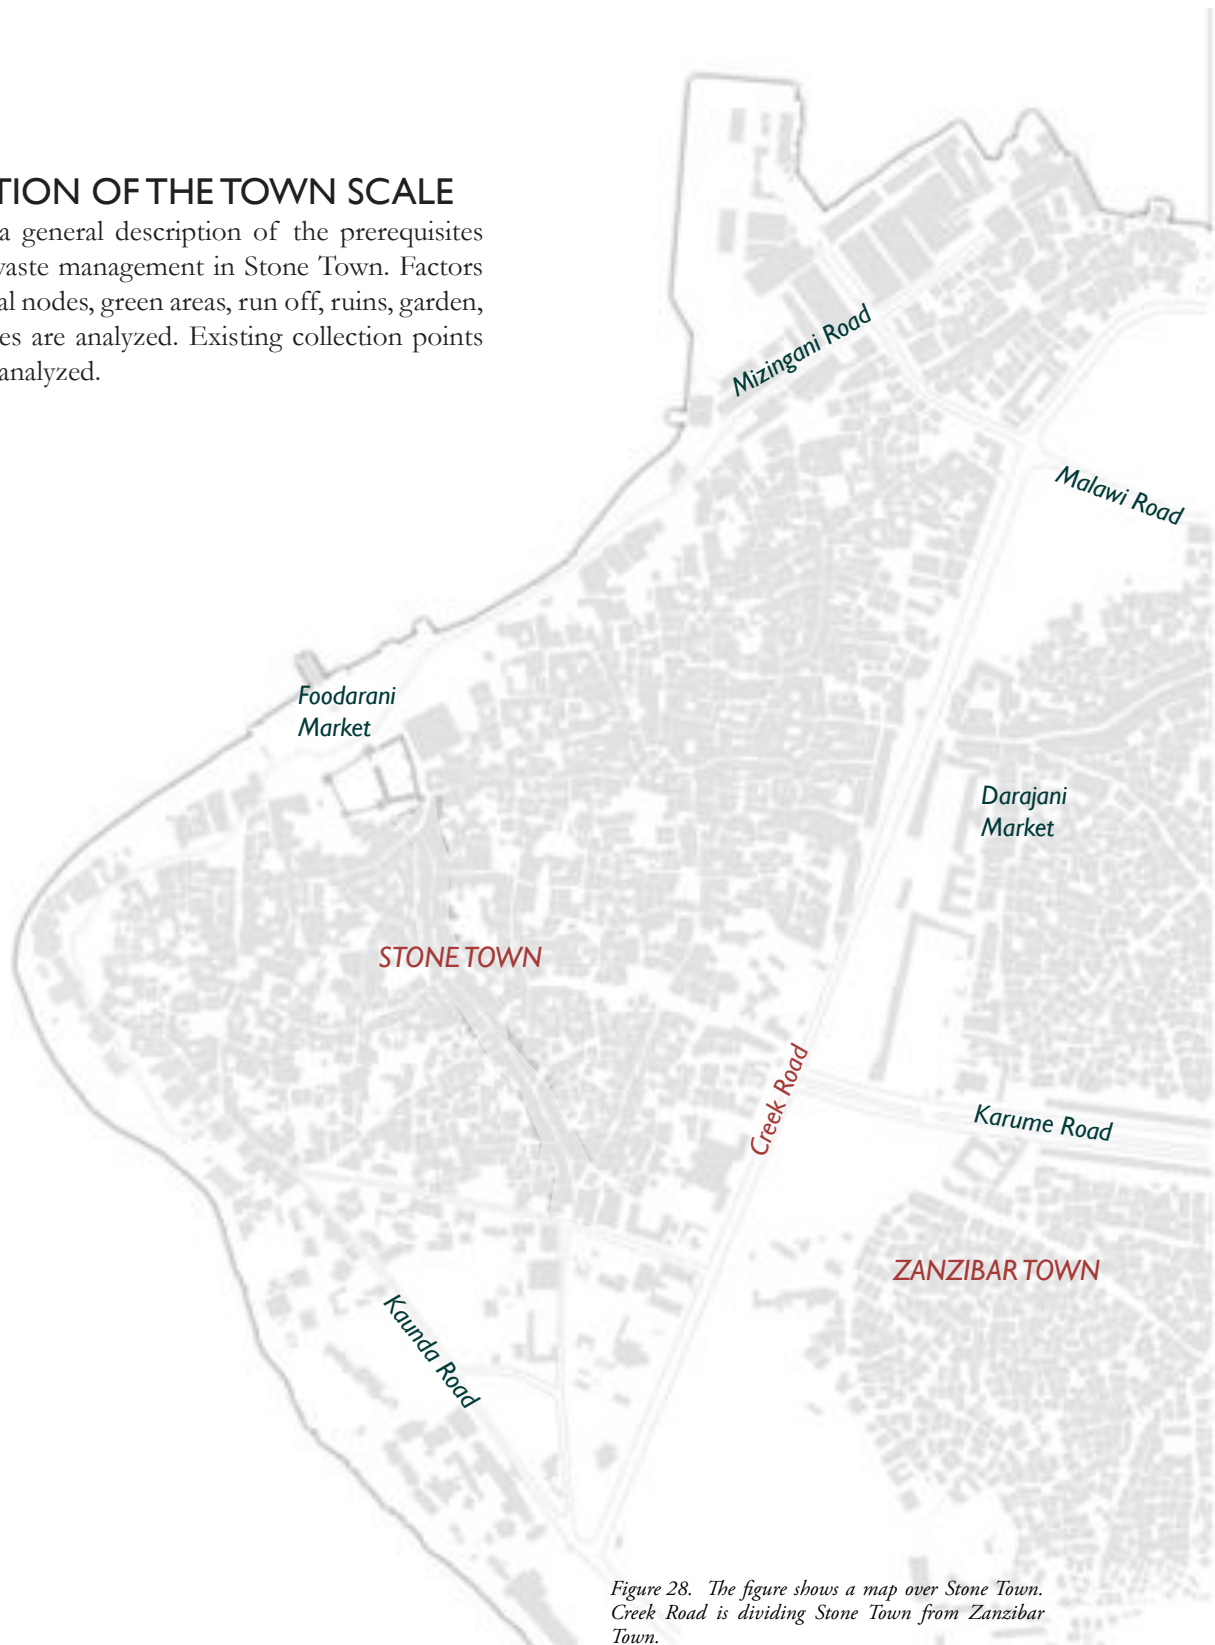 TION OF THE TOWN SCALE
a general description of the prerequisites
waste management in Stone Town. Factors
al nodes, green areas, run off, ruins, garden,
es are analyzed. Existing collection points
analyzed.
Mizingani Road
Malawi Road
Foodarani
Market
Darajani
Market
STONE TOWN
Creek Road
Karume Road
ZANZIBAR TOWN
Kaunda Road
Figure 28. The figure shows a map over Stone Town.
Creek Road is dividing Stone Town from Zanzibar
Town.